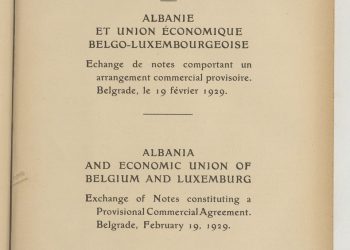 ALBANIE
ET UNION ÉCONOMIQUE
BELGO-LUXEMBOURGEOISE
Echange de notes comportant un
arrangement commercial provisoire.
Belgrade, le 19 février 1929.
ALBANIA
AND ECONOMIC UNION OF
BELGIUM AND LUXEMBURG
Exchange of Notes constituting a
Provisional Commercial Agreement.
Belgrade, February 19, 1929.